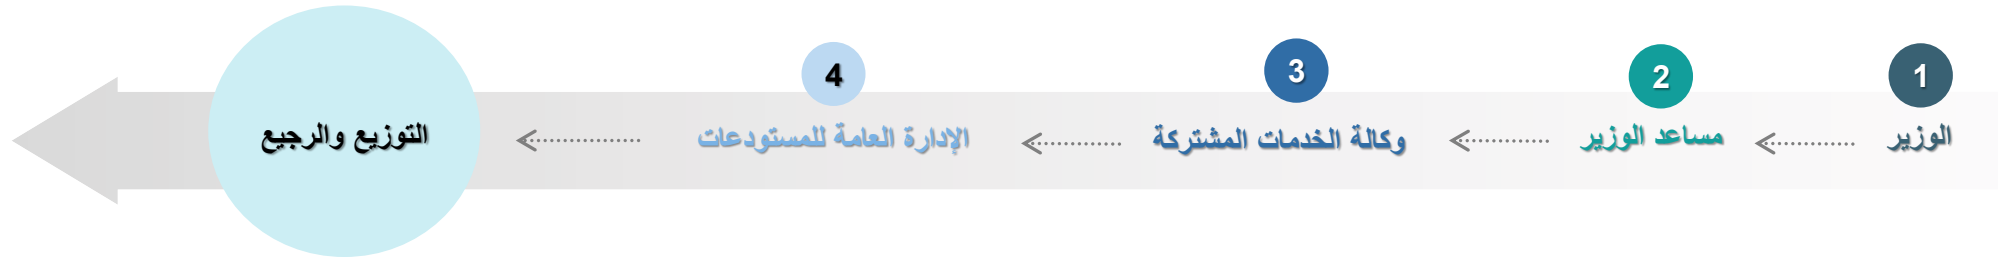 1
الوزير
2
مساعد الوزير
3
وكالة الخدمات المشتركة
4
الإدارة العامة للمستودعات
التوزيع والرجيع